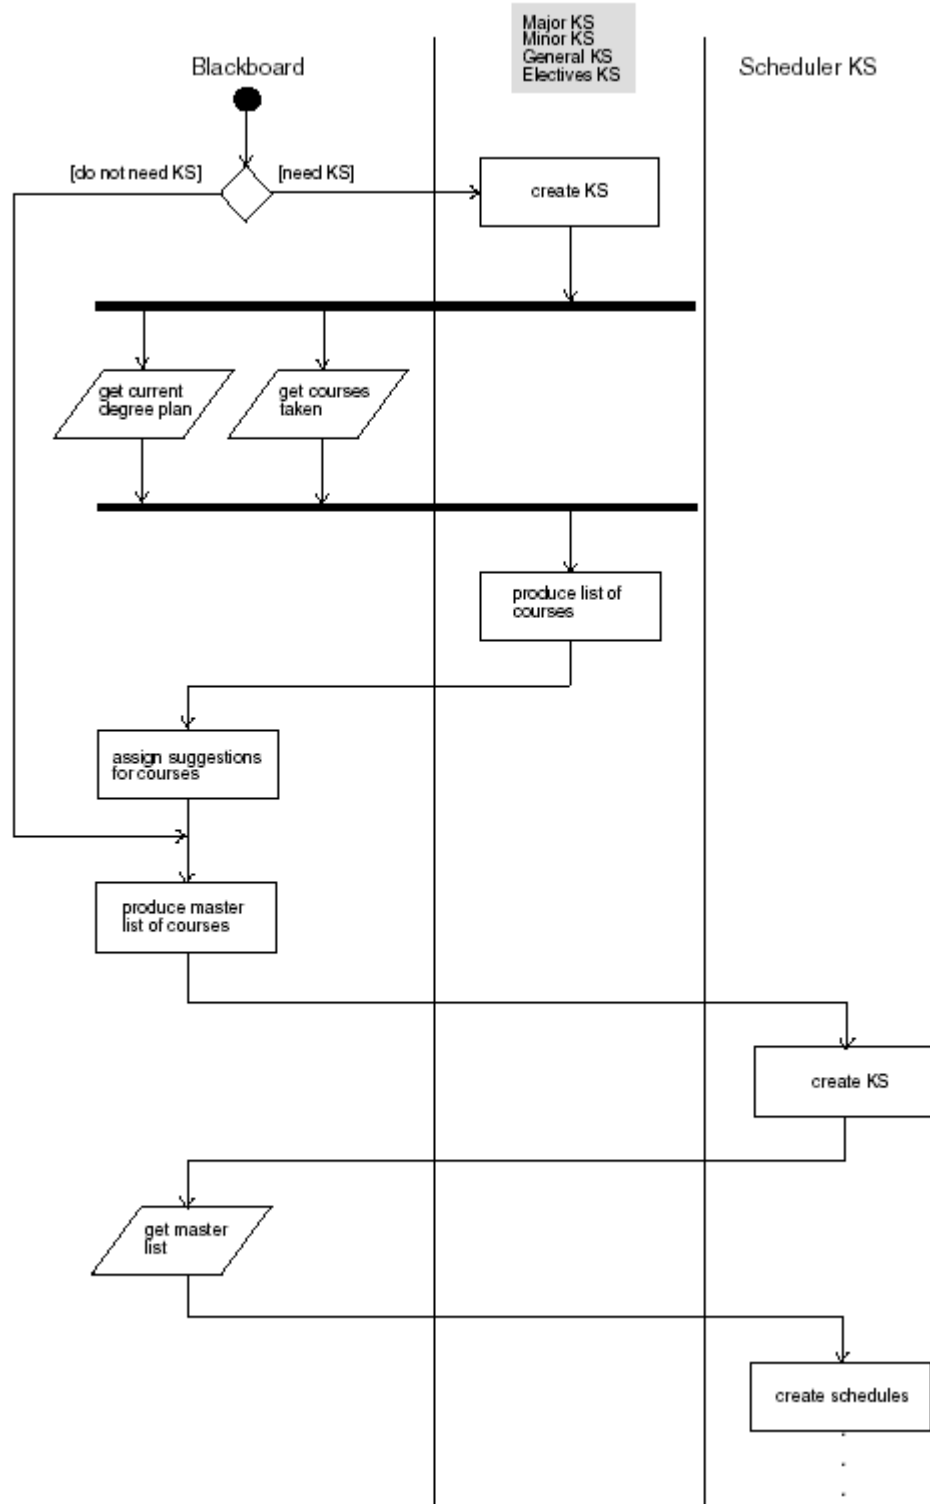 Major KS
Minor KS
General KS
Electives KS
Blackboard
Scheduler KS
[do not need KS]
[need KS]
create KS
get current
degree plan
get courses
taken
produce list of
courses
assign suggestions
for courses
produce master
list of courses
create KS
get master
list
create schedules